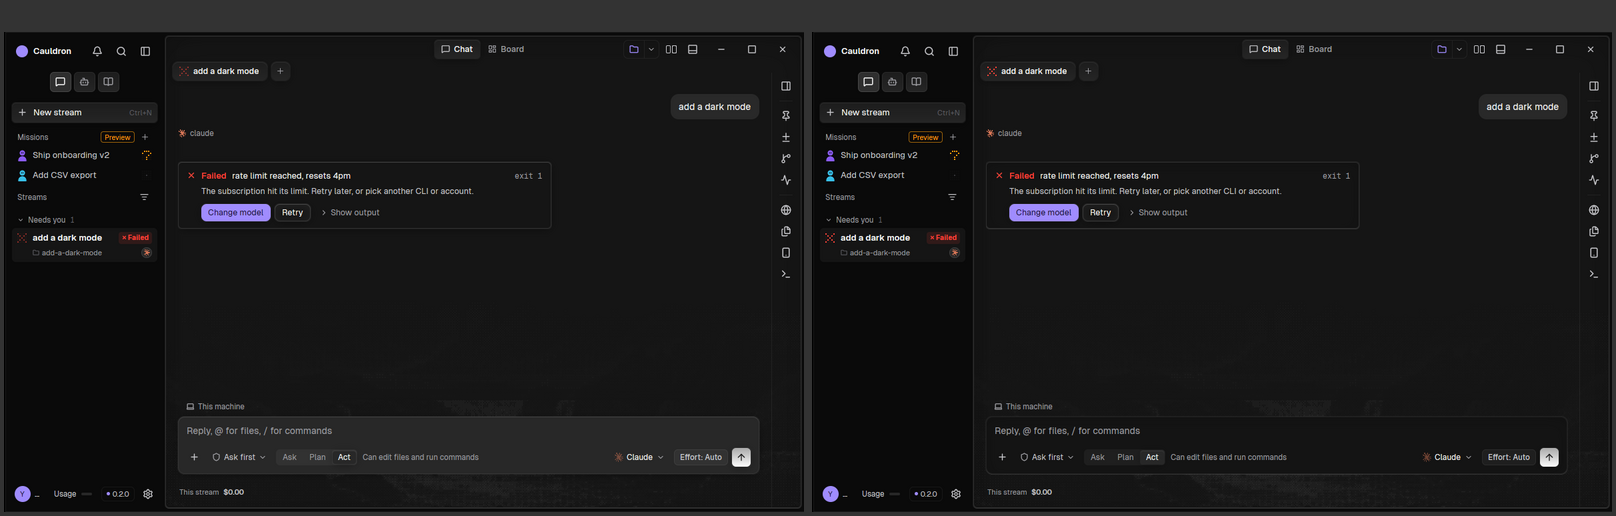 Cauldron
Chat
Board
add a dark mode
New stream Ctrl+N
Missions Preview
Ship onboarding v2
Add CSV export
Streams
Needs you 1
add a dark mode Failed
add-a-dark-mode
add a dark mode
claude
Failed rate limit reached, resets 4pm exit 1
The subscription hit its limit. Retry later, or pick another CLI or account.
Change model Retry Show output
This machine
Reply, @ for files, / for commands
Ask first Ask Plan Act Can edit files and run commands Claude Effort: Auto
This stream $0.00
Y Usage 0.2.0
Cauldron
Chat
Board
add a dark mode
New stream Ctrl+N
Missions Preview
Ship onboarding v2
Add CSV export
Streams
Needs you 1
add a dark mode Failed
add-a-dark-mode
add a dark mode
claude
Failed rate limit reached, resets 4pm exit 1
The subscription hit its limit. Retry later, or pick another CLI or account.
Change model Retry Show output
This machine
Reply, @ for files, / for commands
Ask first Ask Plan Act Can edit files and run commands Claude Effort: Auto
This stream $0.00
Y Usage 0.2.0